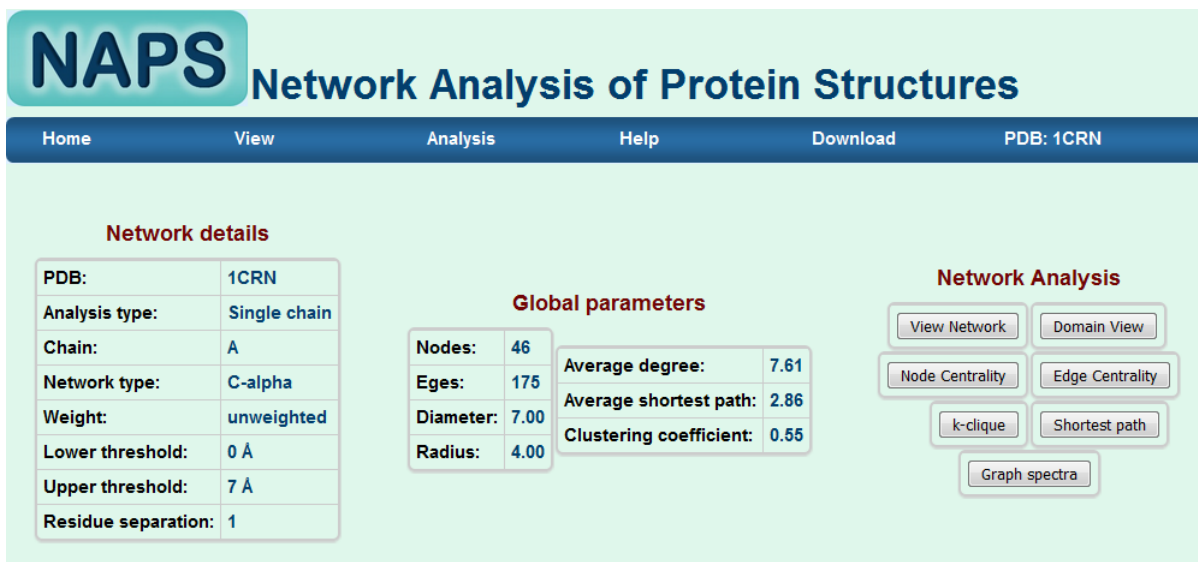 NAPS Network Analysis of Protein Structures
Home View Analysis Help Download PDB: 1CRN
Network details
PDB: 1CRN
Analysis type: Single chain
Chain: A
Network type: C-alpha
Weight: unweighted
Lower threshold: 0 Å
Upper threshold: 7 Å
Residue separation: 1
Global parameters
Nodes: 46
Eges: 175
Diameter: 7.00
Radius: 4.00
Average degree: 7.61
Average shortest path: 2.86
Clustering coefficient: 0.55
Network Analysis
View Network Domain View
Node Centrality Edge Centrality
k-clique Shortest path
Graph spectra